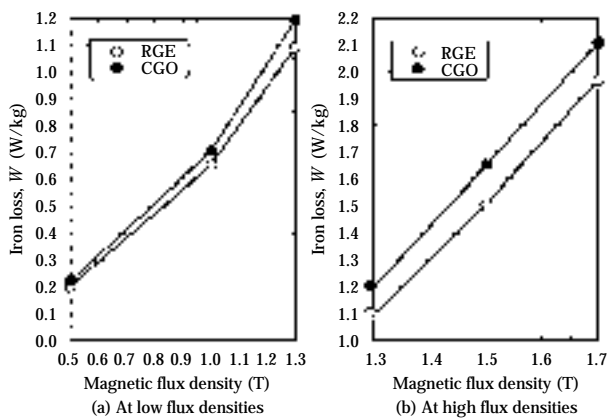 1.2
1.1
1.0
0.9
0.8
0.7
0.6
0.5
0.4
0.3
0.2
0.1
0.0
Iron loss, W (W/kg)
RGE
CGO
0.5 0.6 0.8 0.9 1.0 1.1 1.2 1.3
Magnetic flux density (T)
(a) At low flux densities
2.2
2.1
2.0
1.9
1.8
1.7
1.6
1.5
1.4
1.3
1.2
1.1
1.0
Iron loss, W (W/kg)
RGE
CGO
1.3 1.4 1.5 1.6 1.7
Magnetic flux density (T)
(b) At high flux densities